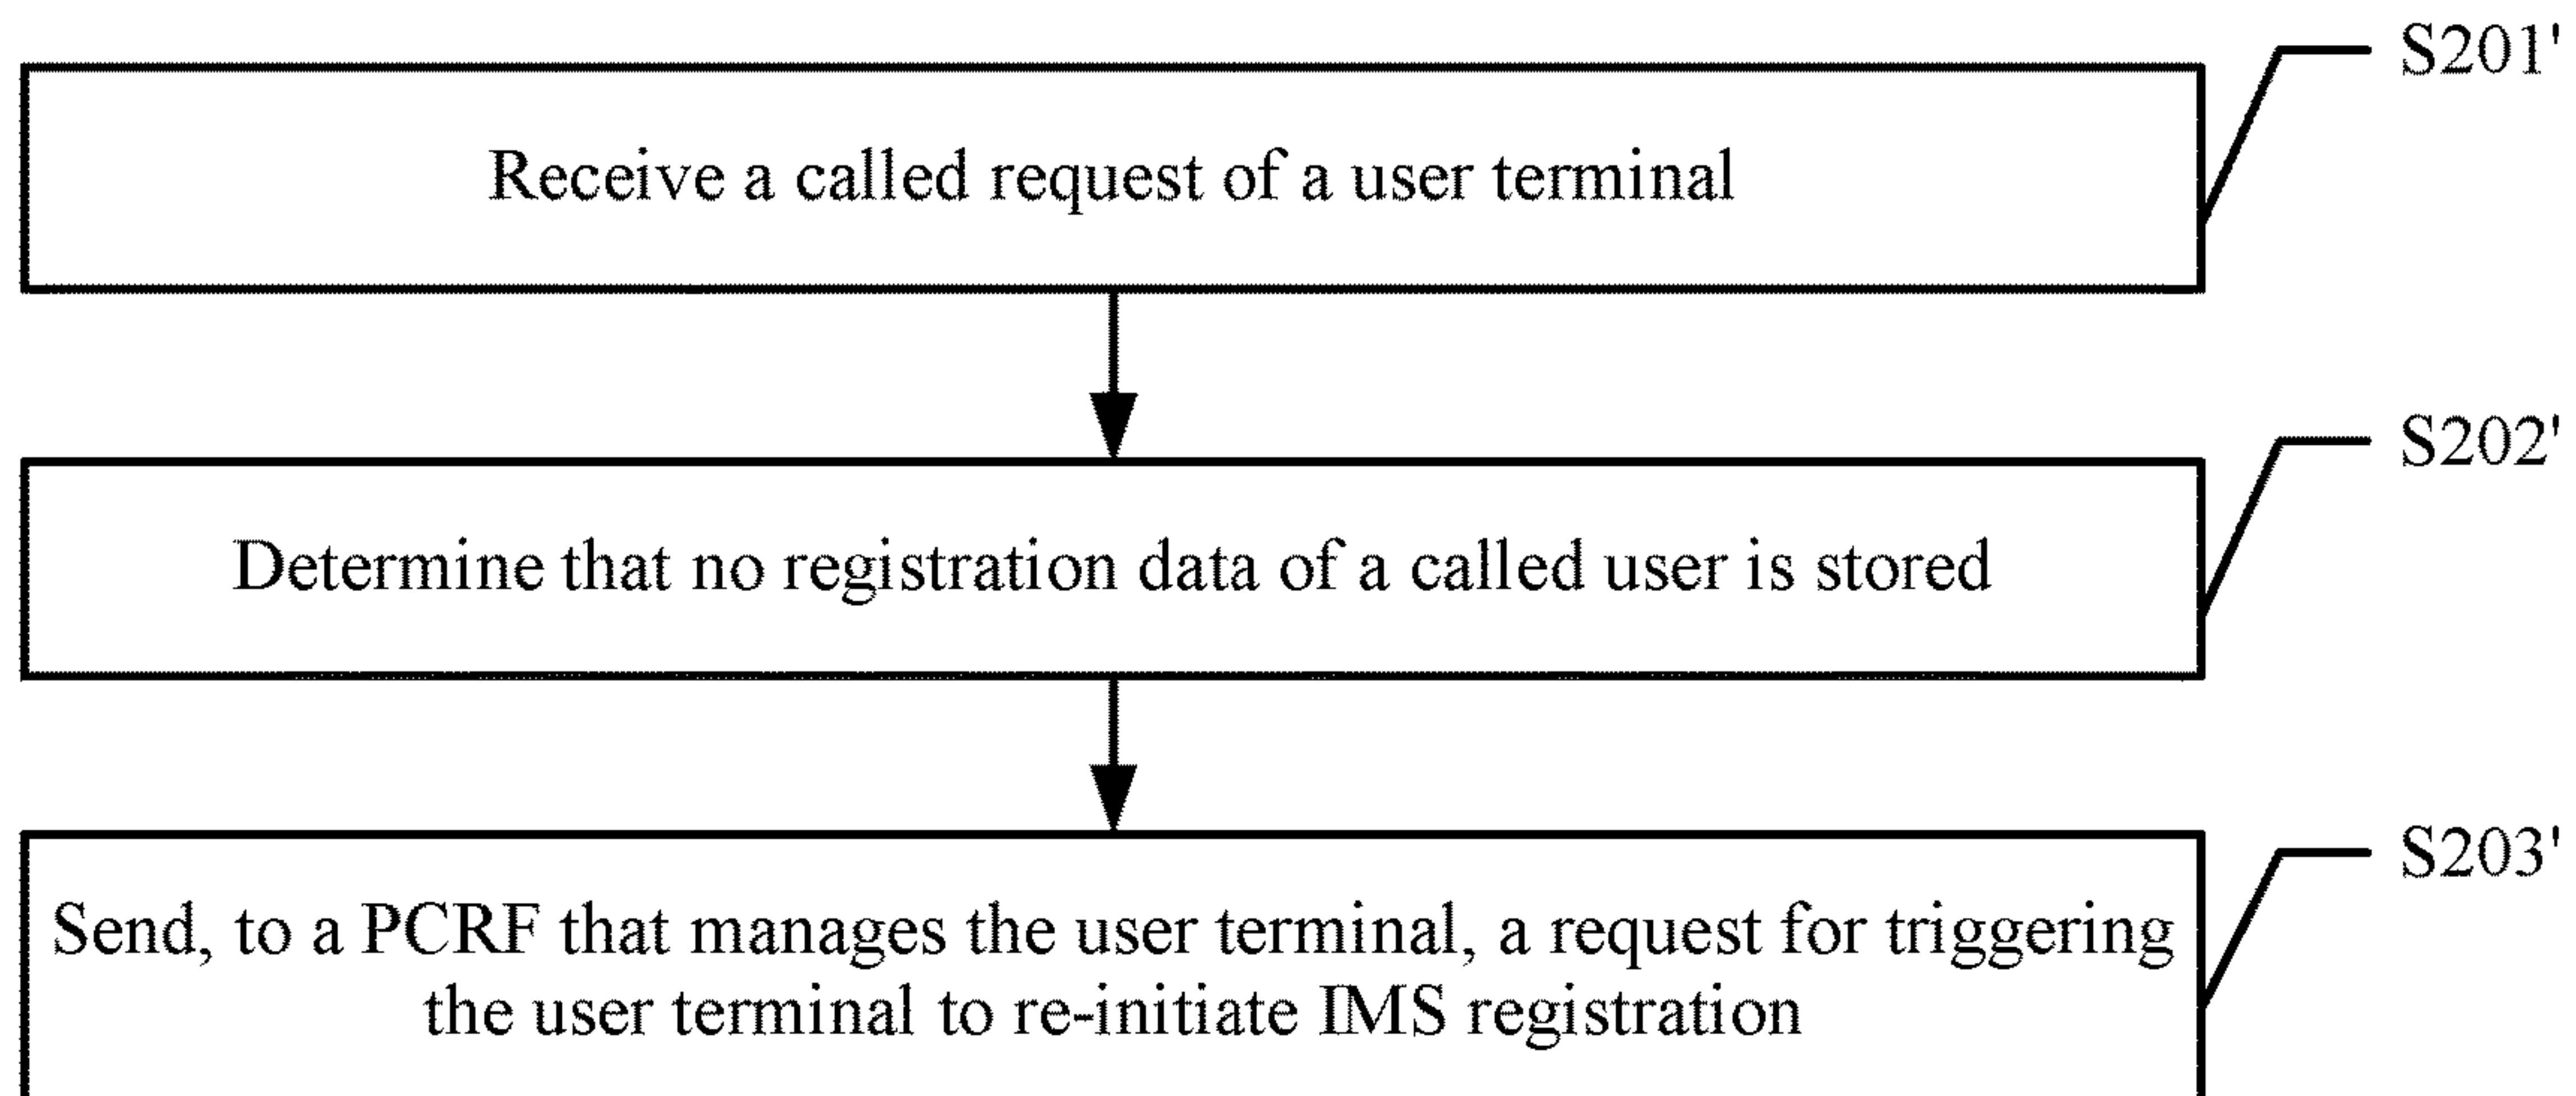 S201'
Receive a called request of a user terminal
S202'
Determine that no registration data of a called user is stored
S203'
Send, to a PCRF that manages the user terminal, a request for triggering
the user terminal to re-initiate IMS registration